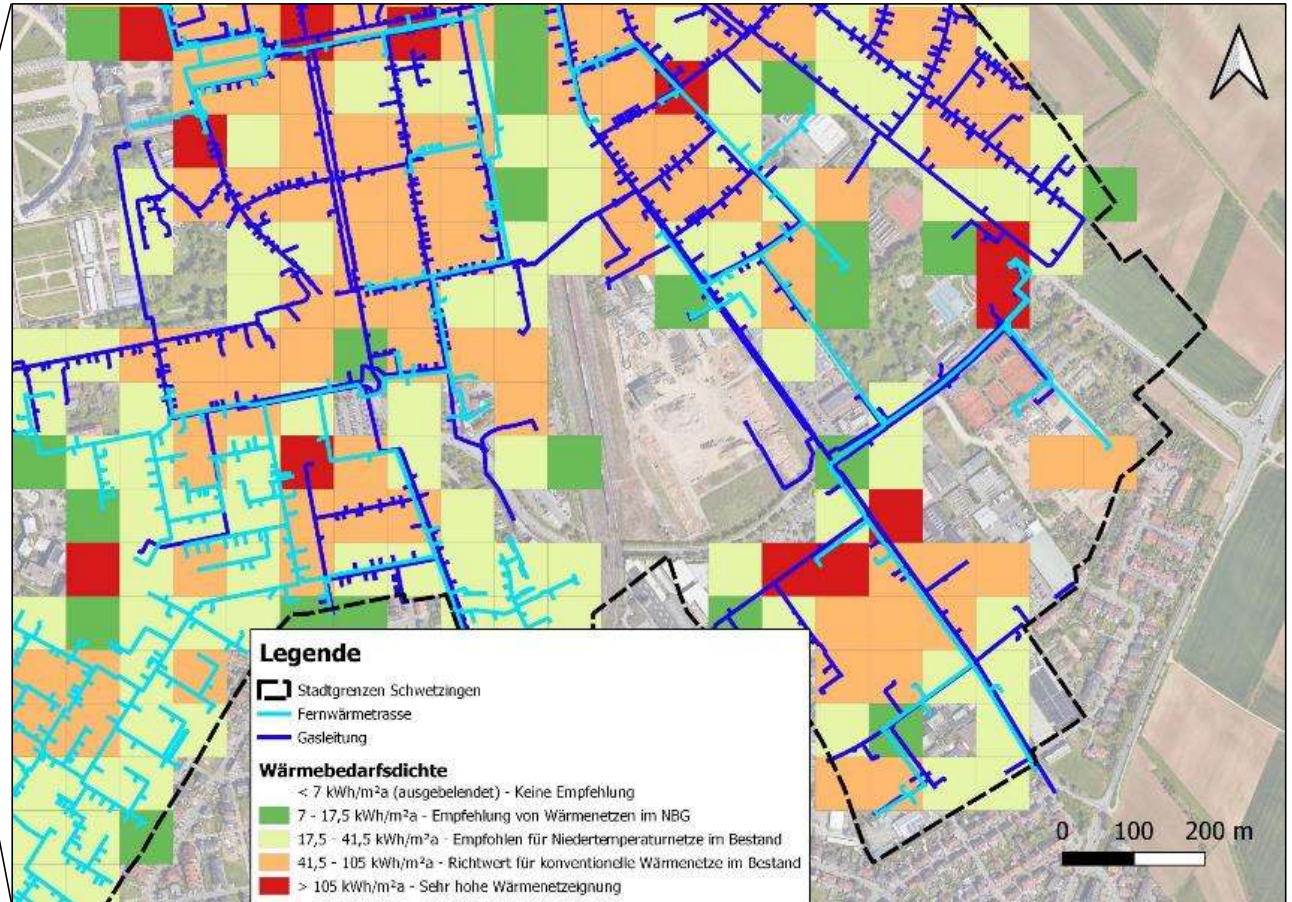 Legende
Stadtgrenzen Schwetzingen
Fernwärmetrasse
Gasleitung
Wärmebedarfsdichte
< 7 kWh/m²a (ausgebelendet) - Keine Empfehlung
7 - 17,5 kWh/m²a - Empfehlung von Wärmenetzen im NBG
17,5 - 41,5 kWh/m²a - Empfohlen für Niedertemperaturnetze im Bestand
41,5 - 105 kWh/m²a - Richtwert für konventionelle Wärmenetze im Bestand
> 105 kWh/m²a - Sehr hohe Wärmenetzeignung
0 100 200 m